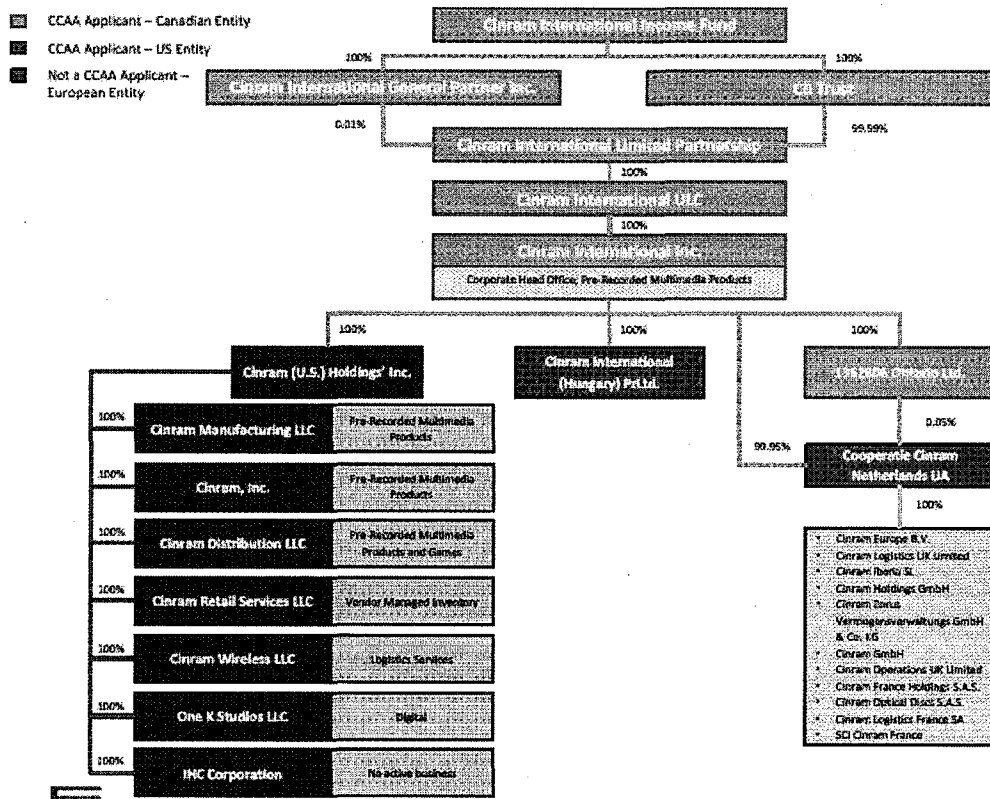 CCAA Applicant – Canadian Entity
CCAA Applicant – US Entity
Not a CCAA Applicant –
European Entity
Cinram International Income Fund
100%
100%
Cinram International General Partner Inc.
CII Trust
0.01%
99.99%
Cinram International Limited Partnership
100%
Cinram International ULC
100%
Cinram International Inc.
Corporate Head Office, Pre-Recorded Multimedia Products
100%
100%
100%
Cinram (U.S.) Holdings' Inc.
Cinram International
(Hungary) Pr.Ltd.
Ontario Ltd.
100%
Cinram Manufacturing LLC
Pre-Recorded Multimedia
Products
0.05%
99.95%
Cooperatie Cinram
Netherlands UA
100%
100%
Cinram, Inc.
Pre-Recorded Multimedia
Products
100%
Cinram Distribution LLC
Pre-Recorded Multimedia
Products and Games
100%
Cinram Retail Services LLC
Vendor Managed Inventory
100%
Cinram Wireless LLC
Logistics Services
100%
One K Studios LLC
Digital
100%
IHC Corporation
No active business
• Cinram Europe B.V.
• Cinram Logistics UK Limited
• Cinram Iberia SL
• Cinram Holdings GmbH
• Cinram Zorus
Vermogensverwaltungs GmbH
& Co. KG
• Cinram GmbH
• Cinram Operations UK Limited
• Cinram France Holdings S.A.S.
• Cinram Optical Discs S.A.S.
• Cinram Logistics France SA
• SCI Cinram France